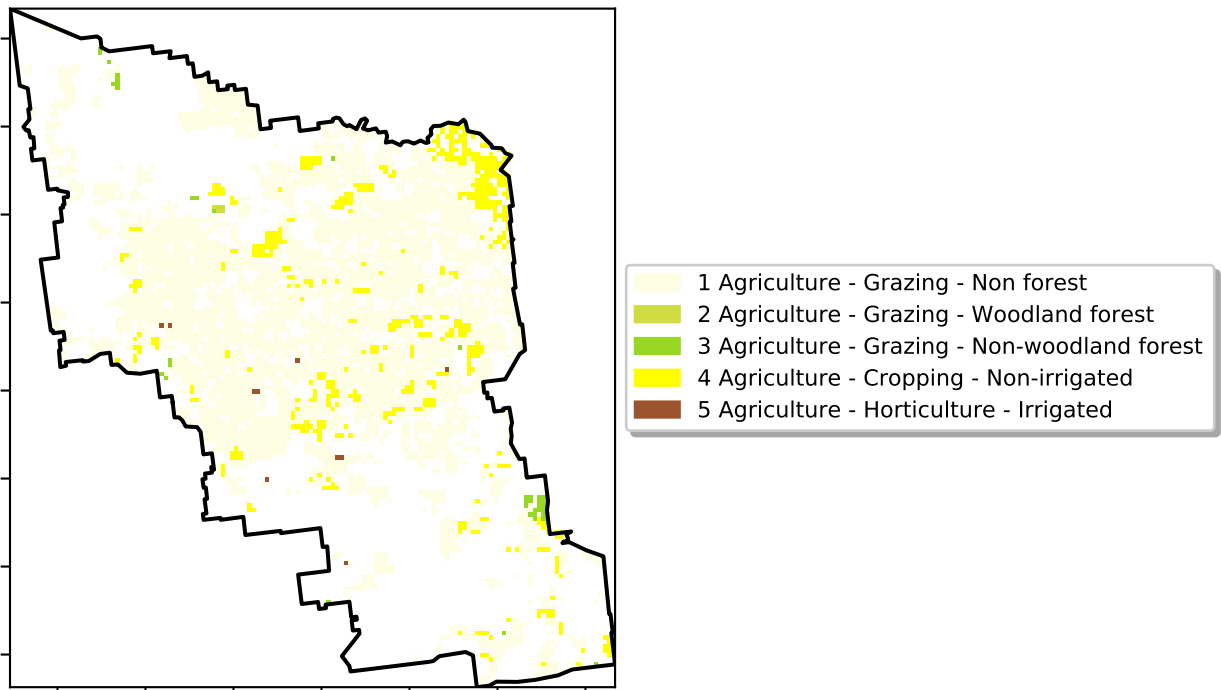 1 Agriculture - Grazing - Non forest
2 Agriculture - Grazing - Woodland forest
3 Agriculture - Grazing - Non-woodland forest
4 Agriculture - Cropping - Non-irrigated
5 Agriculture - Horticulture - Irrigated